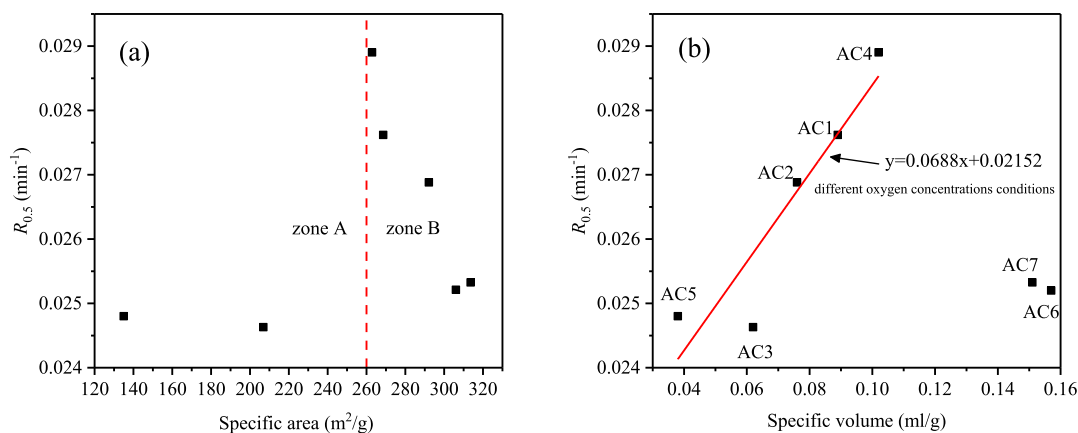 (a)
0.029
0.028
0.027
0.026
0.025
0.024
R0.5 (min-1)
zone A
zone B
120 140 160 180 200 220 240 260 280 300 320
Specific area (m2/g)
(b)
0.029
0.028
0.027
0.026
0.025
0.024
R0.5 (min-1)
AC4
AC1
y=0.0688x+0.02152
AC2
different oxygen concentrations conditions
AC7
AC5
AC6
AC3
0.04 0.06 0.08 0.10 0.12 0.14 0.16
Specific volume (ml/g)